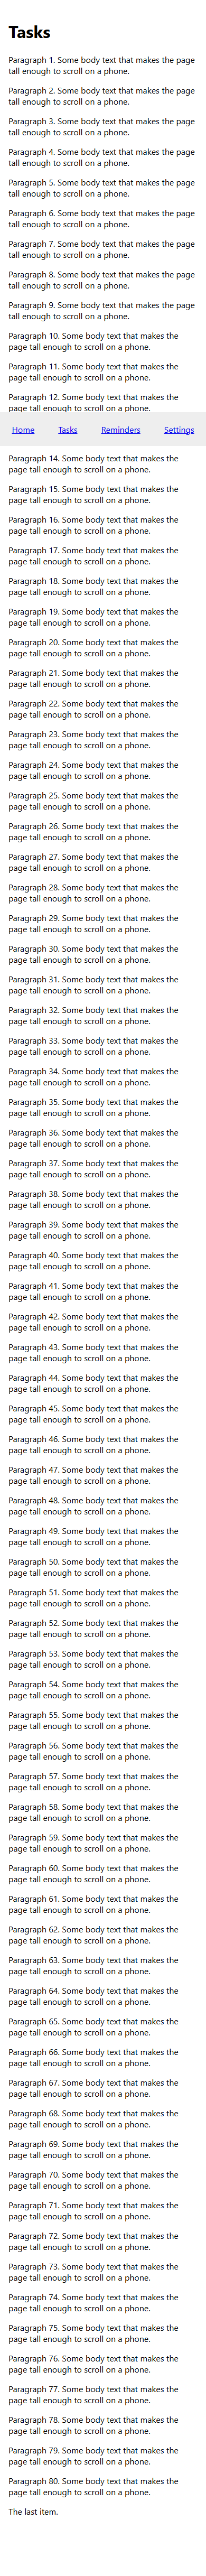 Tasks
Paragraph 1. Some body text that makes the page
tall enough to scroll on a phone.
Paragraph 2. Some body text that makes the page
tall enough to scroll on a phone.
Paragraph 3. Some body text that makes the page
tall enough to scroll on a phone.
Paragraph 4. Some body text that makes the page
tall enough to scroll on a phone.
Paragraph 5. Some body text that makes the page
tall enough to scroll on a phone.
Paragraph 6. Some body text that makes the page
tall enough to scroll on a phone.
Paragraph 7. Some body text that makes the page
tall enough to scroll on a phone.
Paragraph 8. Some body text that makes the page
tall enough to scroll on a phone.
Paragraph 9. Some body text that makes the page
tall enough to scroll on a phone.
Paragraph 10. Some body text that makes the
page tall enough to scroll on a phone.
Paragraph 11. Some body text that makes the
page tall enough to scroll on a phone.
Paragraph 12. Some body text that makes the
page tall enough to scroll on a phone.
Home Tasks Reminders Settings
Paragraph 14. Some body text that makes the
page tall enough to scroll on a phone.
Paragraph 15. Some body text that makes the
page tall enough to scroll on a phone.
Paragraph 16. Some body text that makes the
page tall enough to scroll on a phone.
Paragraph 17. Some body text that makes the
page tall enough to scroll on a phone.
Paragraph 18. Some body text that makes the
page tall enough to scroll on a phone.
Paragraph 19. Some body text that makes the
page tall enough to scroll on a phone.
Paragraph 20. Some body text that makes the
page tall enough to scroll on a phone.
Paragraph 21. Some body text that makes the
page tall enough to scroll on a phone.
Paragraph 22. Some body text that makes the
page tall enough to scroll on a phone.
Paragraph 23. Some body text that makes the
page tall enough to scroll on a phone.
Paragraph 24. Some body text that makes the
page tall enough to scroll on a phone.
Paragraph 25. Some body text that makes the
page tall enough to scroll on a phone.
Paragraph 26. Some body text that makes the
page tall enough to scroll on a phone.
Paragraph 27. Some body text that makes the
page tall enough to scroll on a phone.
Paragraph 28. Some body text that makes the
page tall enough to scroll on a phone.
Paragraph 29. Some body text that makes the
page tall enough to scroll on a phone.
Paragraph 30. Some body text that makes the
page tall enough to scroll on a phone.
Paragraph 31. Some body text that makes the
page tall enough to scroll on a phone.
Paragraph 32. Some body text that makes the
page tall enough to scroll on a phone.
Paragraph 33. Some body text that makes the
page tall enough to scroll on a phone.
Paragraph 34. Some body text that makes the
page tall enough to scroll on a phone.
Paragraph 35. Some body text that makes the
page tall enough to scroll on a phone.
Paragraph 36. Some body text that makes the
page tall enough to scroll on a phone.
Paragraph 37. Some body text that makes the
page tall enough to scroll on a phone.
Paragraph 38. Some body text that makes the
page tall enough to scroll on a phone.
Paragraph 39. Some body text that makes the
page tall enough to scroll on a phone.
Paragraph 40. Some body text that makes the
page tall enough to scroll on a phone.
Paragraph 41. Some body text that makes the
page tall enough to scroll on a phone.
Paragraph 42. Some body text that makes the
page tall enough to scroll on a phone.
Paragraph 43. Some body text that makes the
page tall enough to scroll on a phone.
Paragraph 44. Some body text that makes the
page tall enough to scroll on a phone.
Paragraph 45. Some body text that makes the
page tall enough to scroll on a phone.
Paragraph 46. Some body text that makes the
page tall enough to scroll on a phone.
Paragraph 47. Some body text that makes the
page tall enough to scroll on a phone.
Paragraph 48. Some body text that makes the
page tall enough to scroll on a phone.
Paragraph 49. Some body text that makes the
page tall enough to scroll on a phone.
Paragraph 50. Some body text that makes the
page tall enough to scroll on a phone.
Paragraph 51. Some body text that makes the
page tall enough to scroll on a phone.
Paragraph 52. Some body text that makes the
page tall enough to scroll on a phone.
Paragraph 53. Some body text that makes the
page tall enough to scroll on a phone.
Paragraph 54. Some body text that makes the
page tall enough to scroll on a phone.
Paragraph 55. Some body text that makes the
page tall enough to scroll on a phone.
Paragraph 56. Some body text that makes the
page tall enough to scroll on a phone.
Paragraph 57. Some body text that makes the
page tall enough to scroll on a phone.
Paragraph 58. Some body text that makes the
page tall enough to scroll on a phone.
Paragraph 59. Some body text that makes the
page tall enough to scroll on a phone.
Paragraph 60. Some body text that makes the
page tall enough to scroll on a phone.
Paragraph 61. Some body text that makes the
page tall enough to scroll on a phone.
Paragraph 62. Some body text that makes the
page tall enough to scroll on a phone.
Paragraph 63. Some body text that makes the
page tall enough to scroll on a phone.
Paragraph 64. Some body text that makes the
page tall enough to scroll on a phone.
Paragraph 65. Some body text that makes the
page tall enough to scroll on a phone.
Paragraph 66. Some body text that makes the
page tall enough to scroll on a phone.
Paragraph 67. Some body text that makes the
page tall enough to scroll on a phone.
Paragraph 68. Some body text that makes the
page tall enough to scroll on a phone.
Paragraph 69. Some body text that makes the
page tall enough to scroll on a phone.
Paragraph 70. Some body text that makes the
page tall enough to scroll on a phone.
Paragraph 71. Some body text that makes the
page tall enough to scroll on a phone.
Paragraph 72. Some body text that makes the
page tall enough to scroll on a phone.
Paragraph 73. Some body text that makes the
page tall enough to scroll on a phone.
Paragraph 74. Some body text that makes the
page tall enough to scroll on a phone.
Paragraph 75. Some body text that makes the
page tall enough to scroll on a phone.
Paragraph 76. Some body text that makes the
page tall enough to scroll on a phone.
Paragraph 77. Some body text that makes the
page tall enough to scroll on a phone.
Paragraph 78. Some body text that makes the
page tall enough to scroll on a phone.
Paragraph 79. Some body text that makes the
page tall enough to scroll on a phone.
Paragraph 80. Some body text that makes the
page tall enough to scroll on a phone.
The last item.